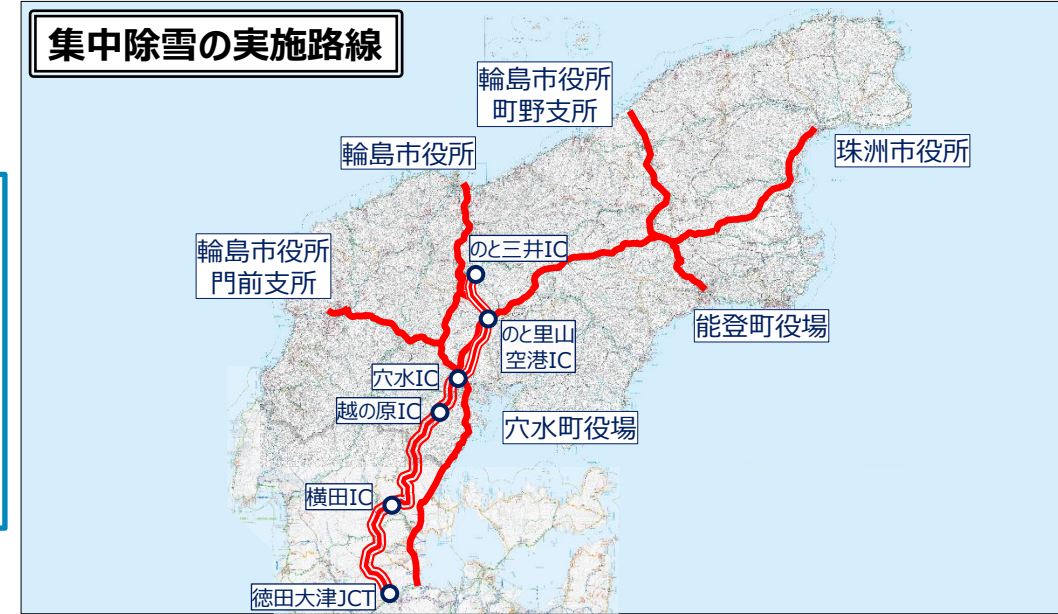 集中除雪の実施路線
輪島市役所
町野支所
輪島市役所
珠洲市役所
輪島市役所
門前支所
のと三井IC
のと里山
空港IC
能登町役場
穴水IC
越の原IC
穴水町役場
横田IC
徳田大津JCT